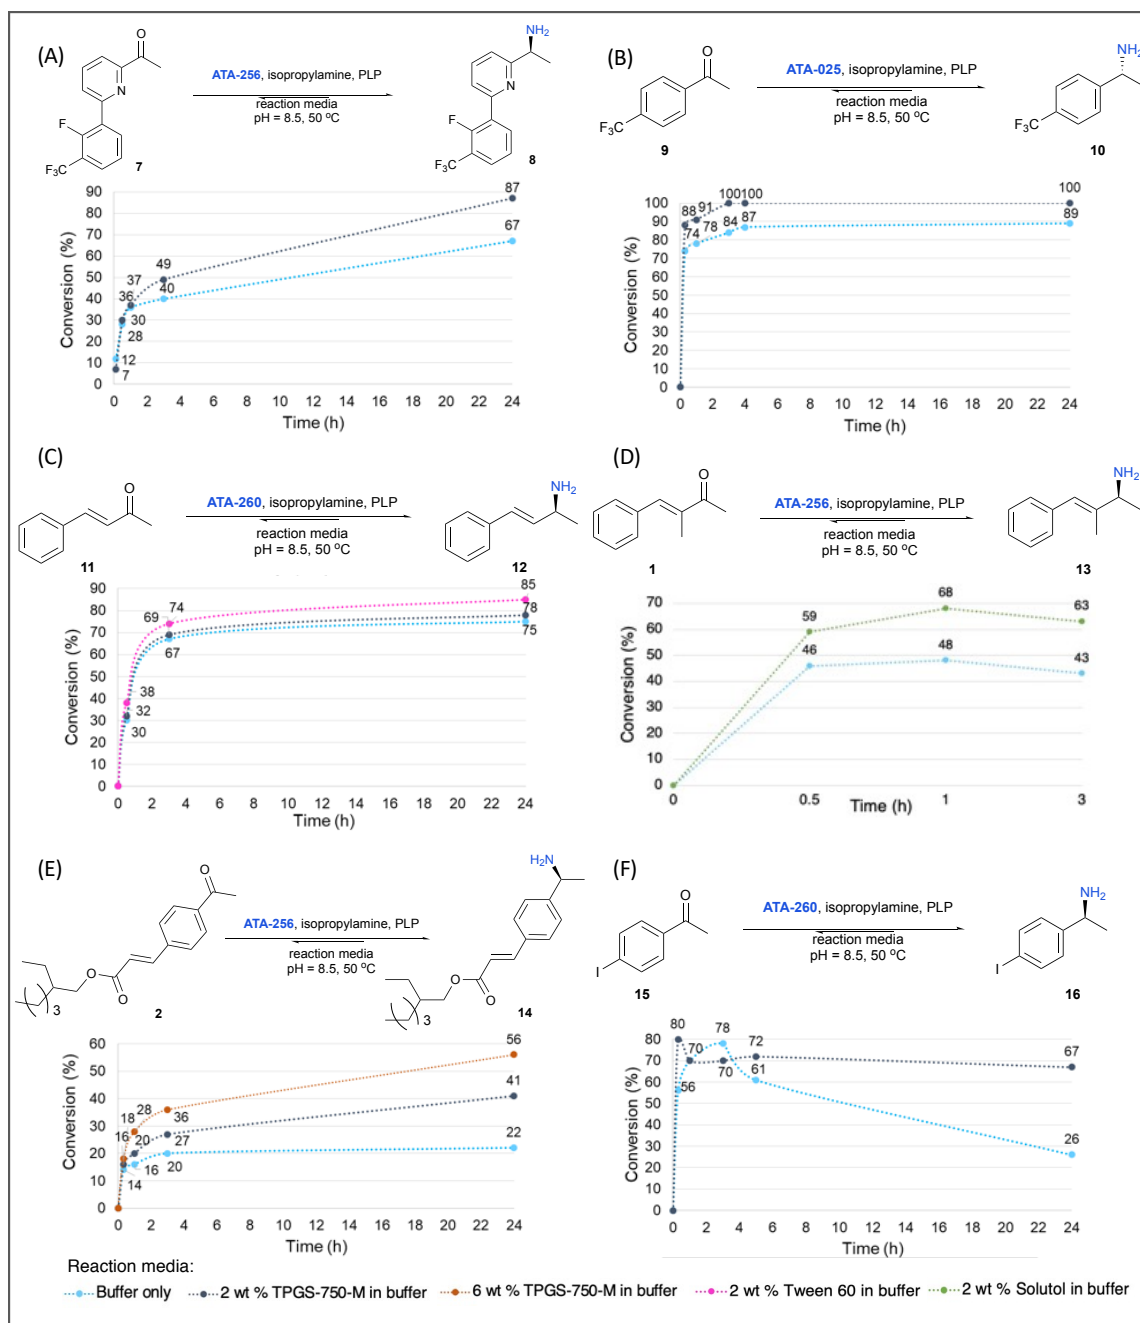 (A)
O
N
F
F₃C
7
ATA-256, isopropylamine, PLP
reaction media
pH = 8.5, 50 °C
NH₂
N
F
F₃C
8
Conversion (%)
90
80
70
60
50
40
30
20
10
0
87
67
49
40
37
36
30
28
12
7
0 2 4 6 8 10 12 14 16 18 20 22 24
Time (h)
(B)
O
F₃C
9
ATA-025, isopropylamine, PLP
reaction media
pH = 8.5, 50 °C
NH₂
F₃C
10
Conversion (%)
100
90
80
70
60
50
40
30
20
10
0
88 91 100 100 100
74 78 84 87 89
0 2 4 6 8 10 12 14 16 18 20 22 24
Time (h)
(C)
O
11
ATA-260, isopropylamine, PLP
reaction media
pH = 8.5, 50 °C
NH₂
12
Conversion (%)
90
80
70
60
50
40
30
20
10
0
85
78
75
74
69
67
38
32
30
0 2 4 6 8 10 12 14 16 18 20 22 24
Time (h)
(D)
O
1
ATA-256, isopropylamine, PLP
reaction media
pH = 8.5, 50 °C
NH₂
13
Conversion (%)
70
60
50
40
30
20
10
0
59 68 63
46 48 43
0 0.5 1 3
Time (h)
(E)
O
O
O
3
2
ATA-256, isopropylamine, PLP
reaction media
pH = 8.5, 50 °C
H₂N
O
O
3
14
Conversion (%)
60
50
40
30
20
10
0
56
41
22
18 28 36
16 20 27
14 16 20
0 2 4 6 8 10 12 14 16 18 20 22 24
Time (h)
(F)
O
I
15
ATA-260, isopropylamine, PLP
reaction media
pH = 8.5, 50 °C
NH₂
I
16
Conversion (%)
80
70
60
50
40
30
20
10
0
80 70 70 72 67
56 78 61 26
0 2 4 6 8 10 12 14 16 18 20 22 24
Time (h)
Reaction media:
Buffer only 2 wt % TPGS-750-M in buffer 6 wt % TPGS-750-M in buffer 2 wt % Tween 60 in buffer 2 wt % Solutol in buffer